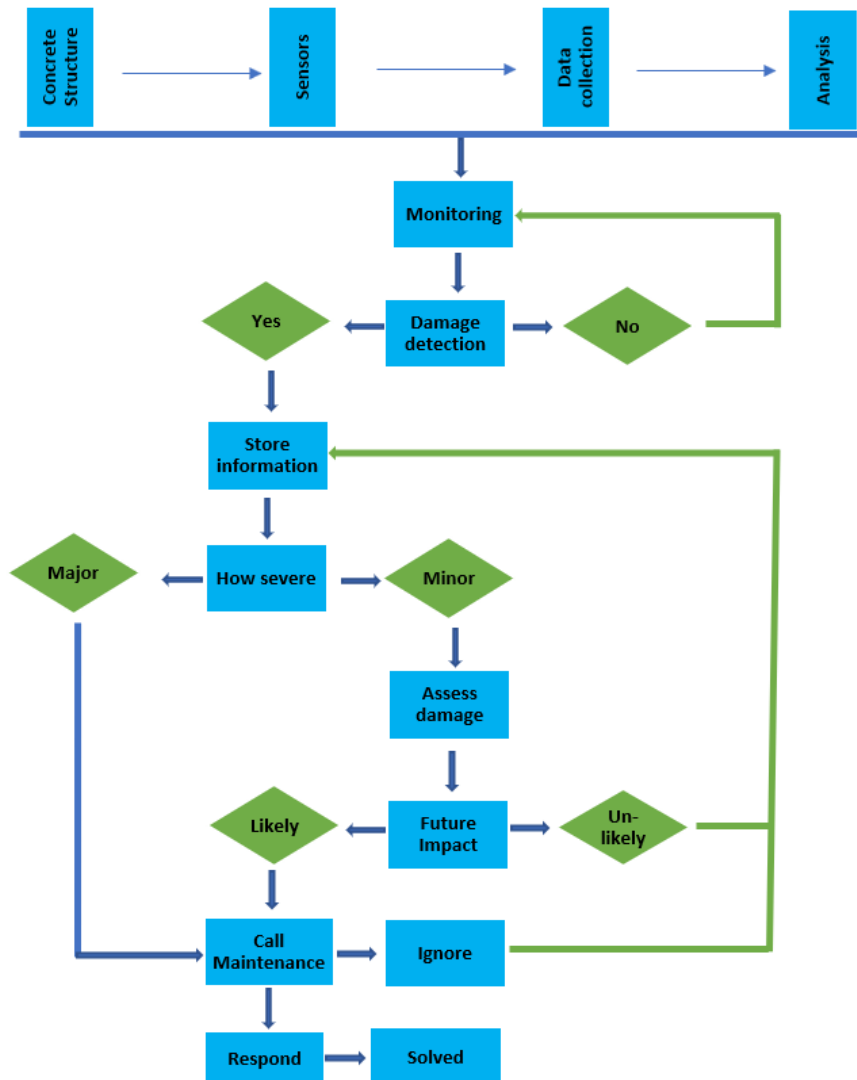 Concrete
Structure
Sensors
Data
collection
Analysis
Monitoring
Yes
Damage
detection
No
Store
information
Major
How severe
Minor
Assess
damage
Likely
Future
Impact
Un-
likely
Call
Maintenance
Ignore
Respond
Solved